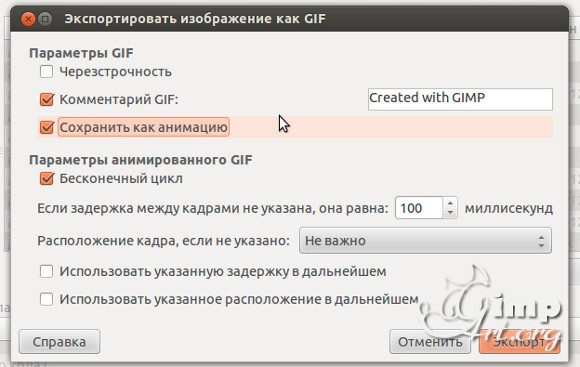 Экспортировать изображение как GIF
Параметры GIF
Черезстрочность
Комментарий GIF: Created with GIMP
Сохранить как анимацию
Параметры анимированного GIF
Бесконечный цикл
Если задержка между кадрами не указана, она равна: 100 миллисекунд
Расположение кадра, если не указано: Не важно
Использовать указанную задержку в дальнейшем
Использовать указанное расположение в дальнейшем
Gimp
Art.org
Справка Отменить Экспорт